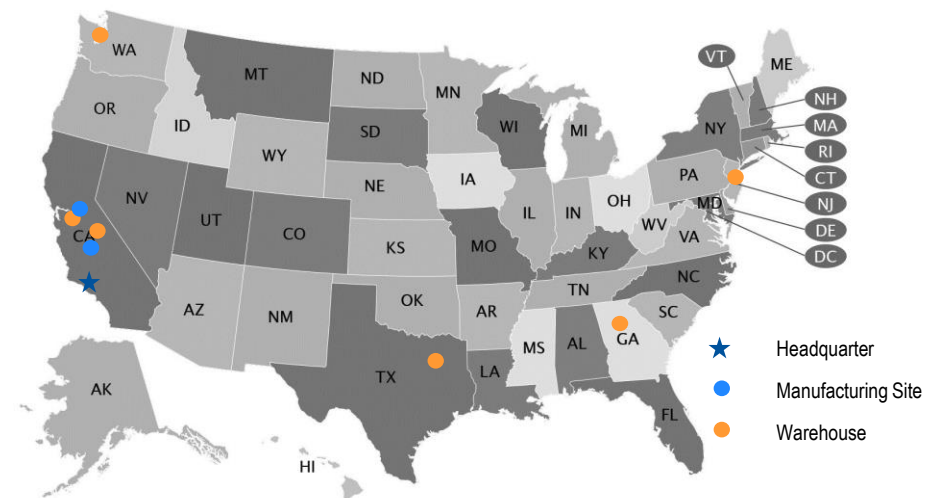 WA
MT
ND
MN
VT
ME
OR
ID
SD
WI
MI
NY
NH
MA
RI
CT
WY
IA
PA
NJ
NE
NV
UT
CO
CA
IL
IN
OH
WV
MD
VA
DE
DC
KS
MO
KY
NC
TN
AZ
NM
OK
AR
SC
MS
AL
GA
TX
LA
FL
AK
HI
Headquarter
Manufacturing Site
Warehouse